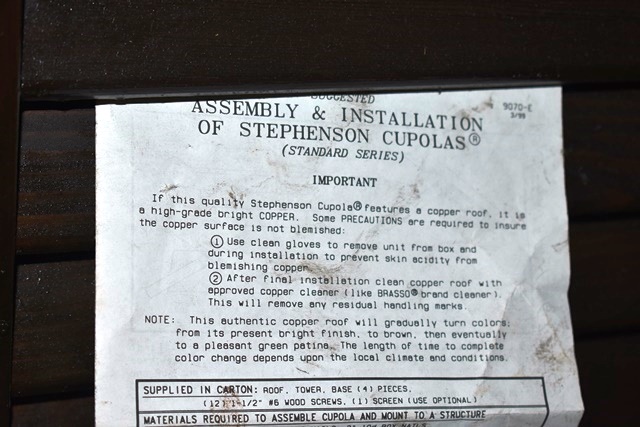 SUGGESTED
9070-E
3/98
ASSEMBLY & INSTALLATION
OF STEPHENSON CUPOLAS®
(STANDARD SERIES)
IMPORTANT
If this quality Stephenson Cupola® features a copper roof, it is
a high-grade bright COPPER. Some PRECAUTIONS are required to insure
the copper surface is not blemished:
① Use clean gloves to remove unit from box and
during installation to prevent skin acidity from
blemishing copper.
② After final installation clean copper roof with
approved copper cleaner (like BRASSO® brand cleaner).
This will remove any residual handling marks.
NOTE: This authentic copper roof will gradually turn colors:
from its present bright finish, to brown, then eventually
to a pleasant green patina. The length of time to complete
color change depends upon the local climate and conditions.
SUPPLIED IN CARTON: ROOF, TOWER, BASE (4) PIECES,
(12) 1-1/2" #6 WOOD SCREWS, (1) SCREEN (USE OPTIONAL)
MATERIALS REQUIRED TO ASSEMBLE CUPOLA AND MOUNT TO A STRUCTURE